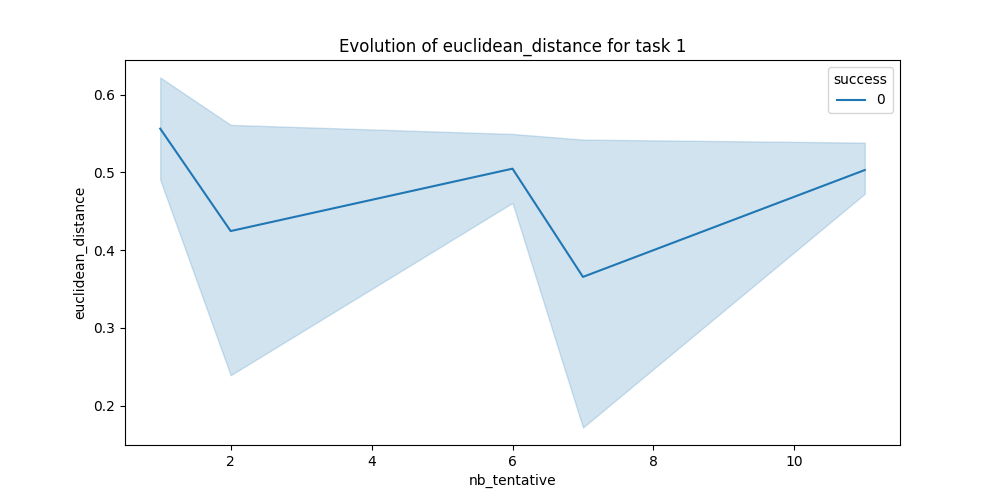 Evolution of euclidean_distance for task 1
success
0
euclidean_distance
0.6
0.5
0.4
0.3
0.2
2 4 6 8 10
nb_tentative